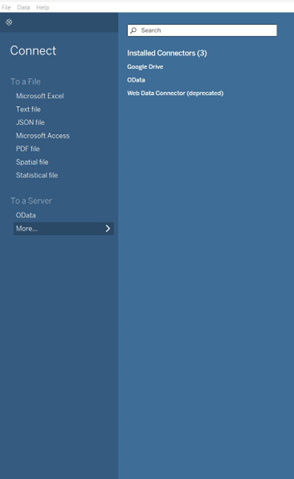 File Data Help
Connect
To a File
Microsoft Excel
Text file
JSON file
Microsoft Access
PDF file
Spatial file
Statistical file
To a Server
OData
More...
Search
Installed Connectors (3)
Google Drive
OData
Web Data Connector (deprecated)